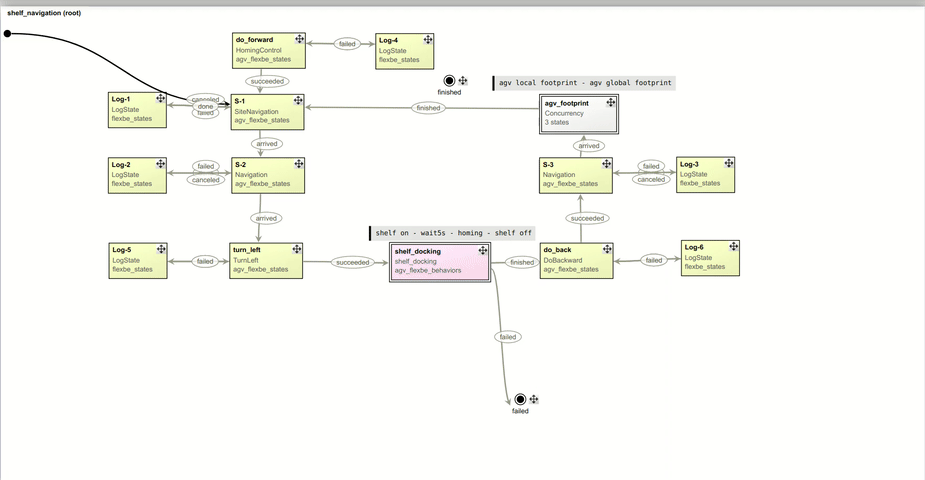 shelf_navigation (root)
do_forward
HomingControl
agv_flexbe_states
failed
Log-4
LogState
flexbe_states
succeeded
finished
agv local footprint - agv global footprint
Log-1
LogState
flexbe_states
canceled
done
failed
S-1
SiteNavigation
agv_flexbe_states
finished
agv_footprint
Concurrency
3 states
arrived
arrived
Log-2
LogState
flexbe_states
failed
canceled
S-2
Navigation
agv_flexbe_states
S-3
Navigation
agv_flexbe_states
failed
canceled
Log-3
LogState
flexbe_states
arrived
succeeded
shelf on - wait5s - homing - shelf off
Log-5
LogState
flexbe_states
failed
turn_left
TurnLeft
agv_flexbe_states
succeeded
shelf_docking
shelf_docking
agv_flexbe_behaviors
finished
do_back
DoBackward
agv_flexbe_states
failed
Log-6
LogState
flexbe_states
failed
failed